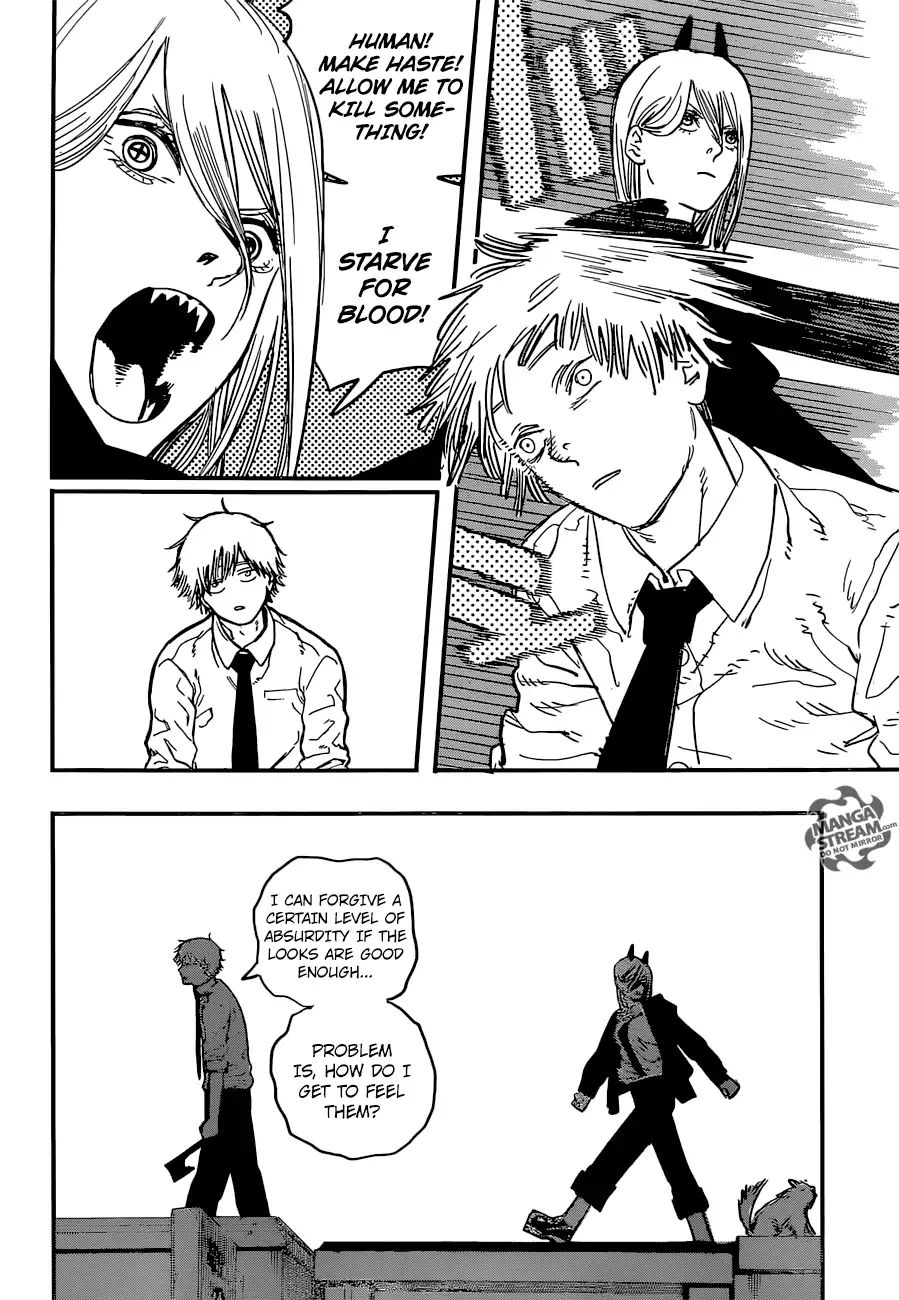 HUMAN!
MAKE HASTE!
ALLOW ME TO
KILL SOME-
THING!
I
STARVE
FOR
BLOOD!
I CAN FORGIVE A
CERTAIN LEVEL OF
ABSURDITY IF THE
LOOKS ARE GOOD
ENOUGH...
PROBLEM
IS, HOW DO I
GET TO FEEL
THEM?
MANGA
STREAM.com
DO NOT MIRROR